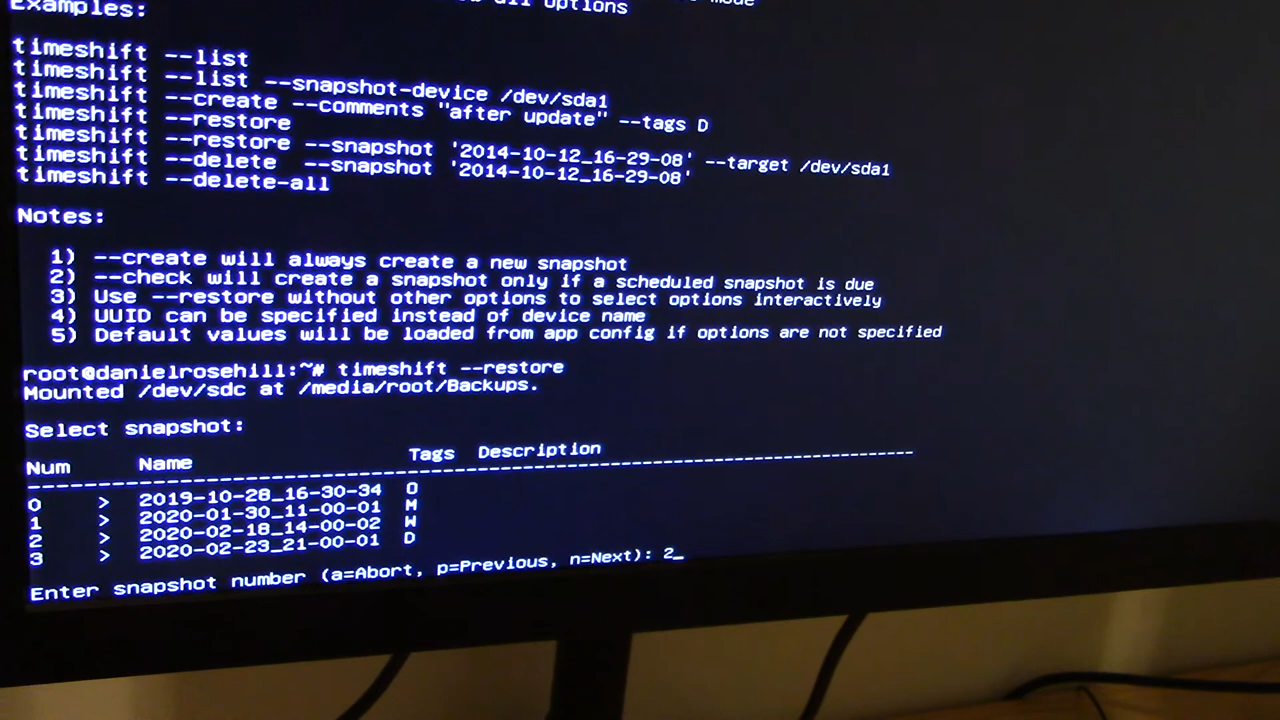 Examples:
all options
mode
timeshift --list
timeshift --list --snapshot-device /dev/sda1
timeshift --create --comments "after update" --tags D
timeshift --restore
timeshift --restore --snapshot '2014-10-12_16-29-08' --target /dev/sda1
timeshift --delete  --snapshot '2014-10-12_16-29-08'
timeshift --delete-all
Notes:
1) --create will always create a new snapshot
2) --check will create a snapshot only if a scheduled snapshot is due
3) Use --restore without other options to select options interactively
4) UUID can be specified instead of device name
5) Default values will be loaded from app config if options are not specified
root@danielrosehill:~# timeshift --restore
Mounted /dev/sdc at /media/root/Backups.
Select snapshot:
Num Name Tags Description
--------------------------------------------------------------------------------
0 > 2019-10-28_16-30-34 O
1 > 2020-01-30_11-00-01 M
2 > 2020-02-18_14-00-02 W
3 > 2020-02-23_21-00-01 D
Enter snapshot number (a=Abort, p=Previous, n=Next): 2_